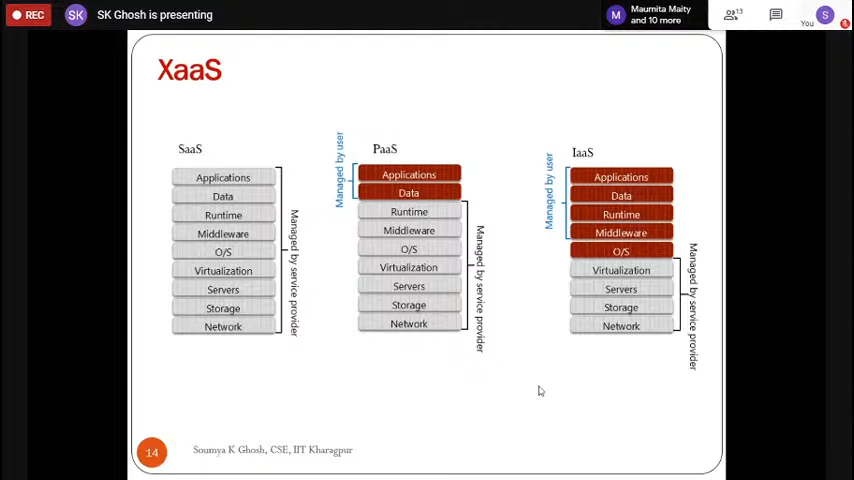 REC
SK
SK Ghosh is presenting
M
Maumita Maity
and 10 more
13
You
S
XaaS
SaaS
Applications
Data
Runtime
Middleware
O/S
Virtualization
Servers
Storage
Network
Managed by service provider
Managed by user
PaaS
Applications
Data
Runtime
Middleware
O/S
Virtualization
Servers
Storage
Network
Managed by service provider
Managed by user
IaaS
Applications
Data
Runtime
Middleware
O/S
Virtualization
Servers
Storage
Network
Managed by service provider
14
Soumya K Ghosh, CSE, IIT Kharagpur